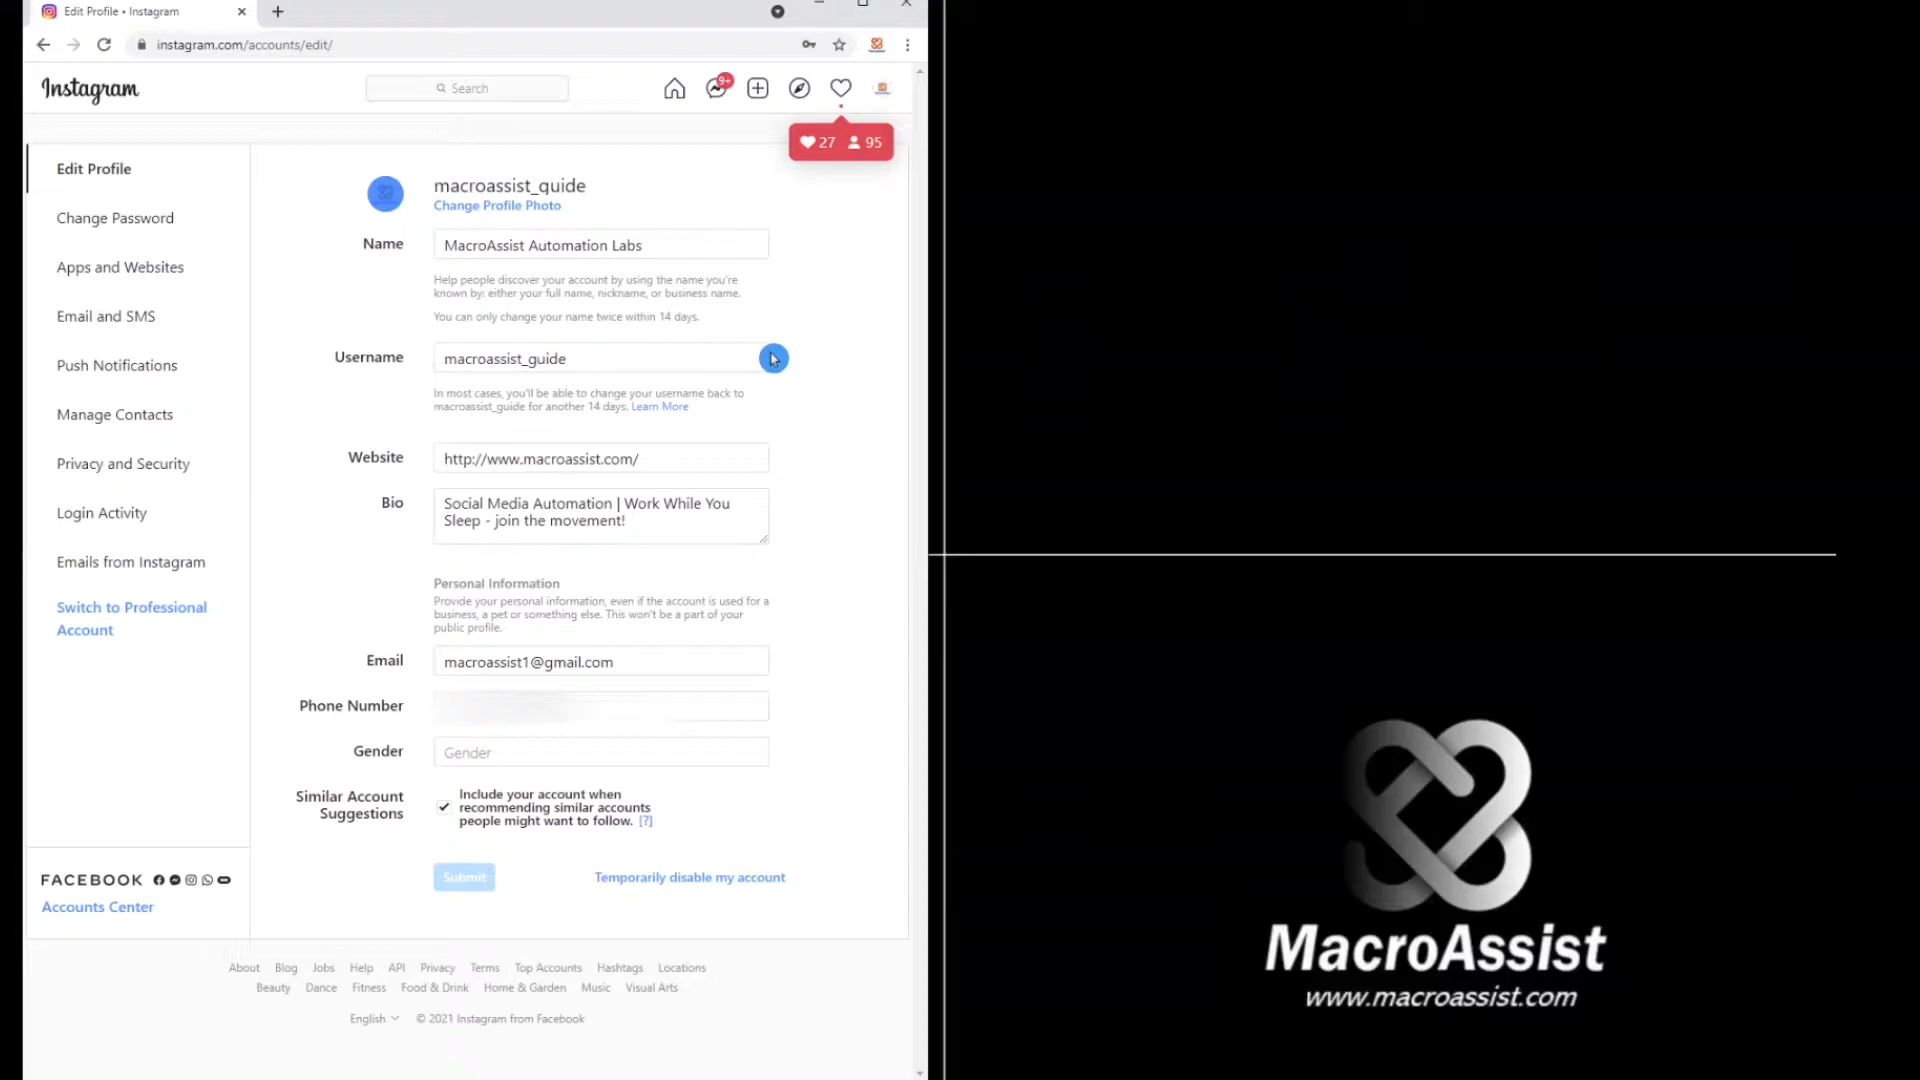 Edit Profile • Instagram
instagram.com/accounts/edit/
Instagram
Search
9+
27 95
Edit Profile
Change Password
Apps and Websites
Email and SMS
Push Notifications
Manage Contacts
Privacy and Security
Login Activity
Emails from Instagram
Switch to Professional
Account
FACEBOOK
Accounts Center
macroassist_guide
Change Profile Photo
Name
MacroAssist Automation Labs
Help people discover your account by using the name you're
known by: either your full name, nickname, or business name.
You can only change your name twice within 14 days.
Username
macroassist_guide
In most cases, you'll be able to change your username back to
macroassist_guide for another 14 days. Learn More
Website
http://www.macroassist.com/
Bio
Social Media Automation | Work While You
Sleep - join the movement!
Personal Information
Provide your personal information, even if the account is used for a
business, a pet or something else. This won't be a part of your
public profile.
Email
macroassist1@gmail.com
Phone Number
Gender
Gender
Similar Account
Suggestions
Include your account when
recommending similar accounts
people might want to follow. [?]
Submit
Temporarily disable my account
About Blog Jobs Help API Privacy Terms Top Accounts Hashtags Locations
Beauty Dance Fitness Food & Drink Home & Garden Music Visual Arts
English © 2021 Instagram from Facebook
MacroAssist
www.macroassist.com